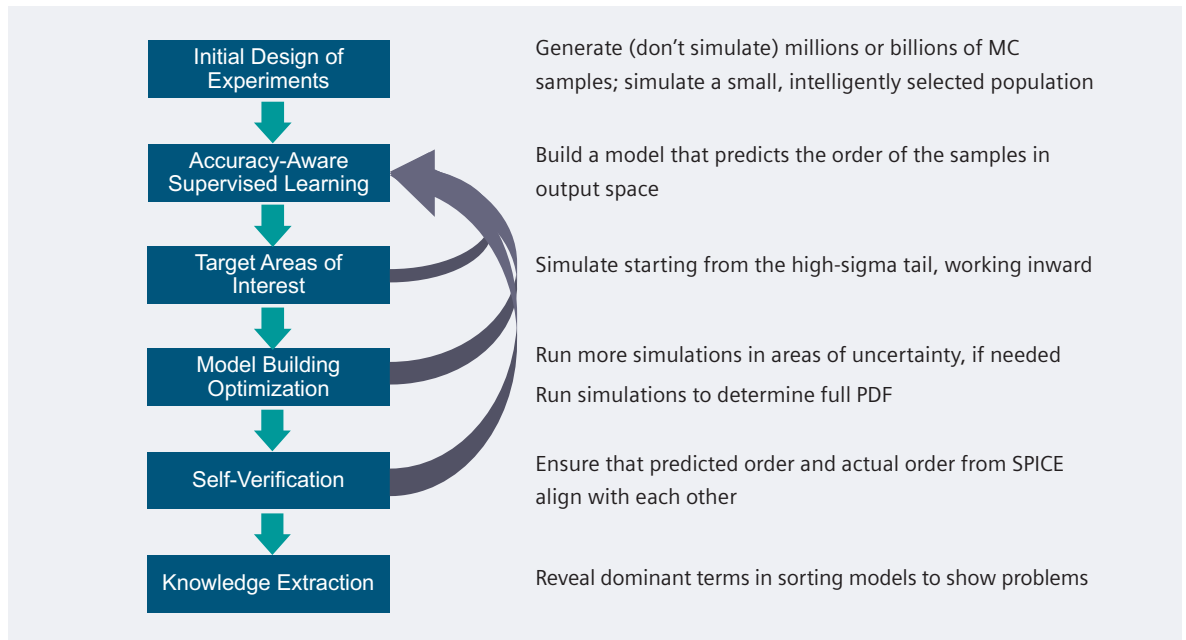 Initial Design of
Experiments
Generate (don’t simulate) millions or billions of MC
samples; simulate a small, intelligently selected population
Accuracy-Aware
Supervised Learning
Build a model that predicts the order of the samples in
output space
Target Areas of
Interest
Simulate starting from the high-sigma tail, working inward
Model Building
Optimization
Run more simulations in areas of uncertainty, if needed
Run simulations to determine full PDF
Self-Verification
Ensure that predicted order and actual order from SPICE
align with each other
Knowledge Extraction
Reveal dominant terms in sorting models to show problems